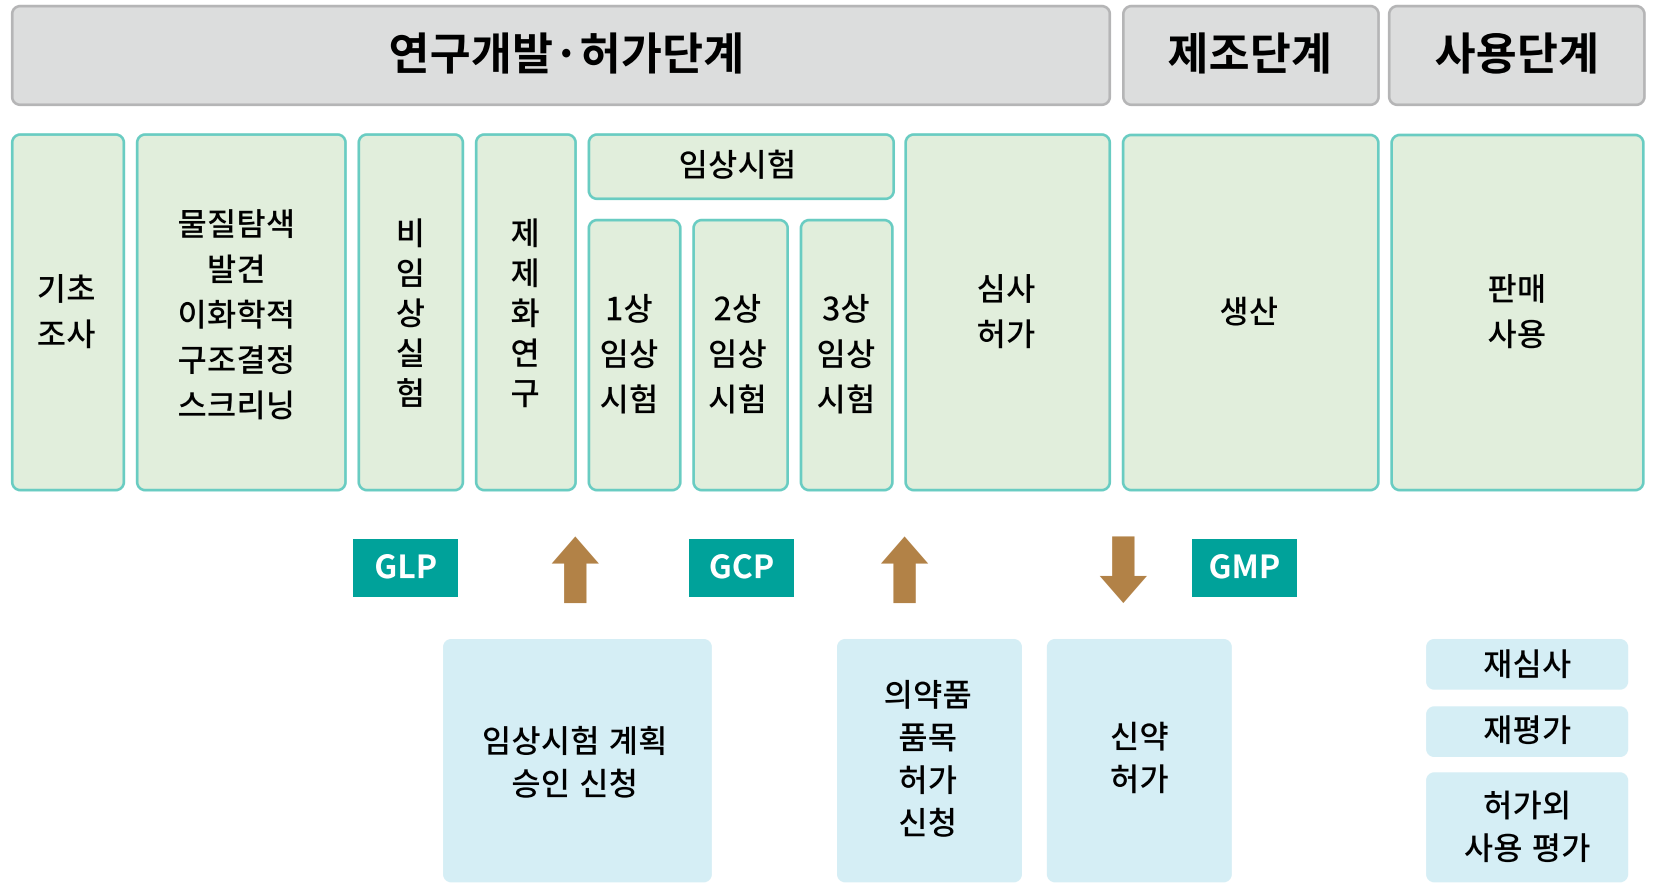 연구개발·허가단계
제조단계
사용단계
기초
조사
물질탐색
발견
이화학적
구조결정
스크리닝
비
임
상
실
험
제
제
화
연
구
임상시험
1상
임상
시험
2상
임상
시험
3상
임상
시험
심사
허가
생산
판매
사용
GLP
GCP
GMP
임상시험 계획
승인 신청
의약품
품목
허가
신청
신약
허가
재심사
재평가
허가외
사용 평가